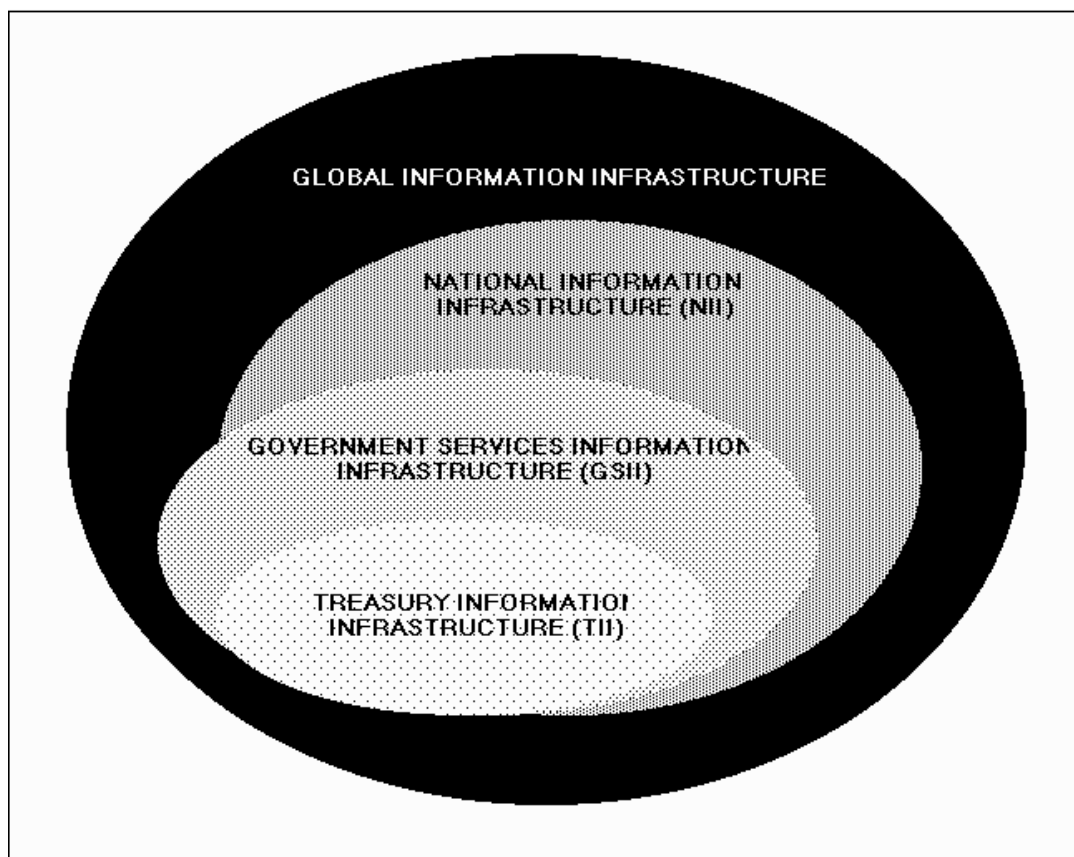 GLOBAL INFORMATION INFRASTRUCTURE
NATIONAL INFORMATION
INFRASTRUCTURE (NII)
GOVERNMENT SERVICES INFORMATION
INFRASTRUCTURE (GSII)
TREASURY INFORMATION
INFRASTRUCTURE (TII)